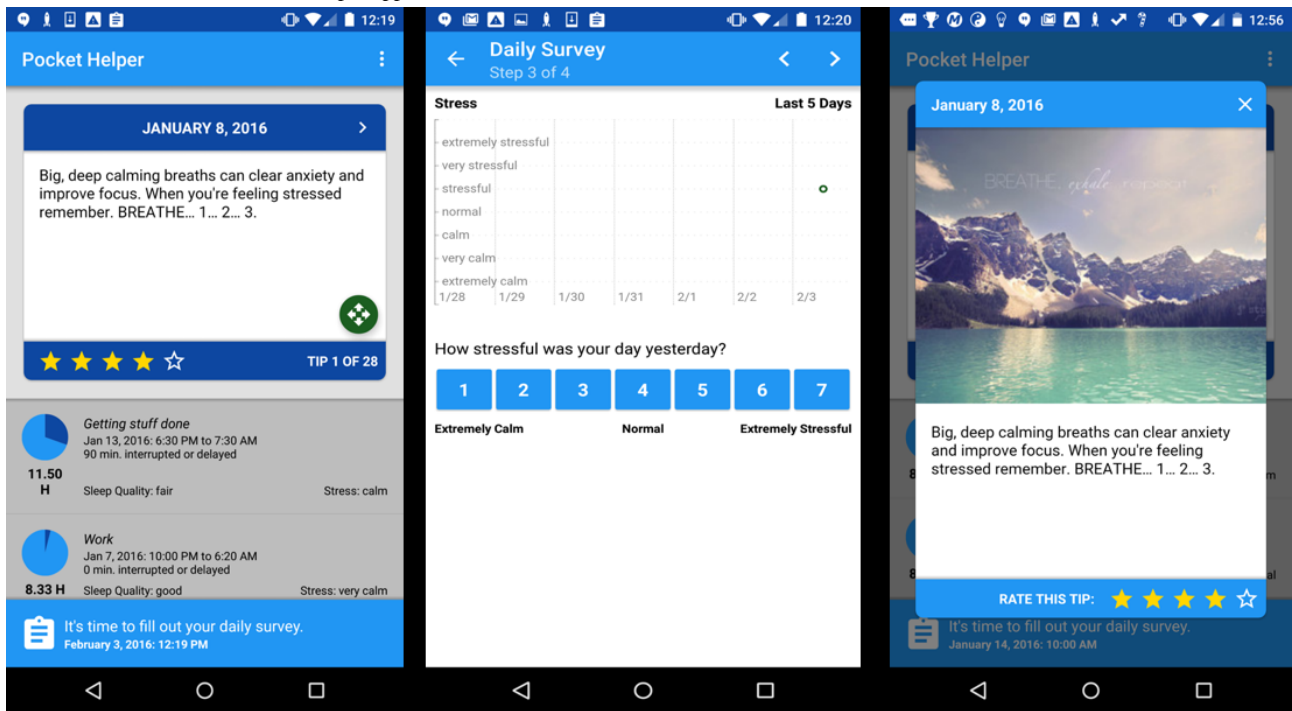 12:19
Pocket Helper
JANUARY 8, 2016
Big, deep calming breaths can clear anxiety and
improve focus. When you're feeling stressed
remember. BREATHE... 1... 2... 3.
TIP 1 OF 28
Getting stuff done
Jan 13, 2016: 6:30 PM to 7:30 AM
90 min. interrupted or delayed
11.50
H
Sleep Quality: fair
Stress: calm
Work
Jan 7, 2016: 10:00 PM to 6:20 AM
0 min. interrupted or delayed
8.33 H
Sleep Quality: good
Stress: very calm
It's time to fill out your daily survey.
February 3, 2016: 12:19 PM
12:20
Daily Survey
Step 3 of 4
Stress
Last 5 Days
extremely stressful
very stressful
stressful
normal
calm
very calm
extremely calm
1/28 1/29 1/30 1/31 2/1 2/2 2/3
How stressful was your day yesterday?
1 2 3 4 5 6 7
Extremely Calm
Normal
Extremely Stressful
12:56
Pocket Helper
January 8, 2016
BREATHE, exhale, repeat
Big, deep calming breaths can clear anxiety
and improve focus. When you're feeling
stressed remember. BREATHE... 1... 2... 3.
RATE THIS TIP:
It's time to fill out your daily survey.
January 14, 2016: 10:00 AM